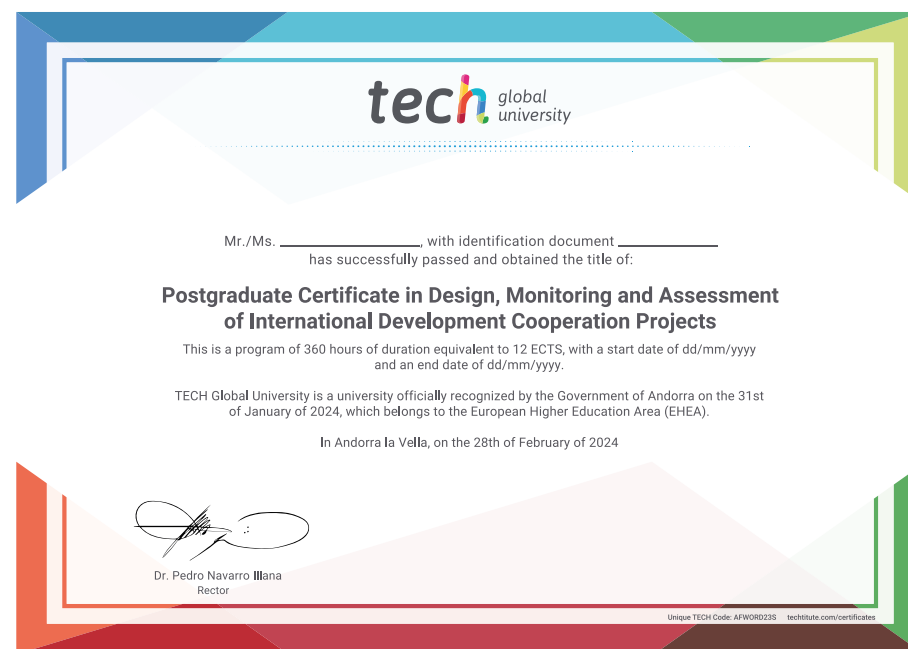 tech global university
Mr./Ms. ____________, with identification document ____________
has successfully passed and obtained the title of:
Postgraduate Certificate in Design, Monitoring and Assessment
of International Development Cooperation Projects
This is a program of 360 hours of duration equivalent to 12 ECTS, with a start date of dd/mm/yyyy
and an end date of dd/mm/yyyy.
TECH Global University is a university officially recognized by the Government of Andorra on the 31st
of January of 2024, which belongs to the European Higher Education Area (EHEA).
In Andorra la Vella, on the 28th of February of 2024
Dr. Pedro Navarro Illana
Rector
Unique TECH Code: AFWORD23S techtitute.com/certificates